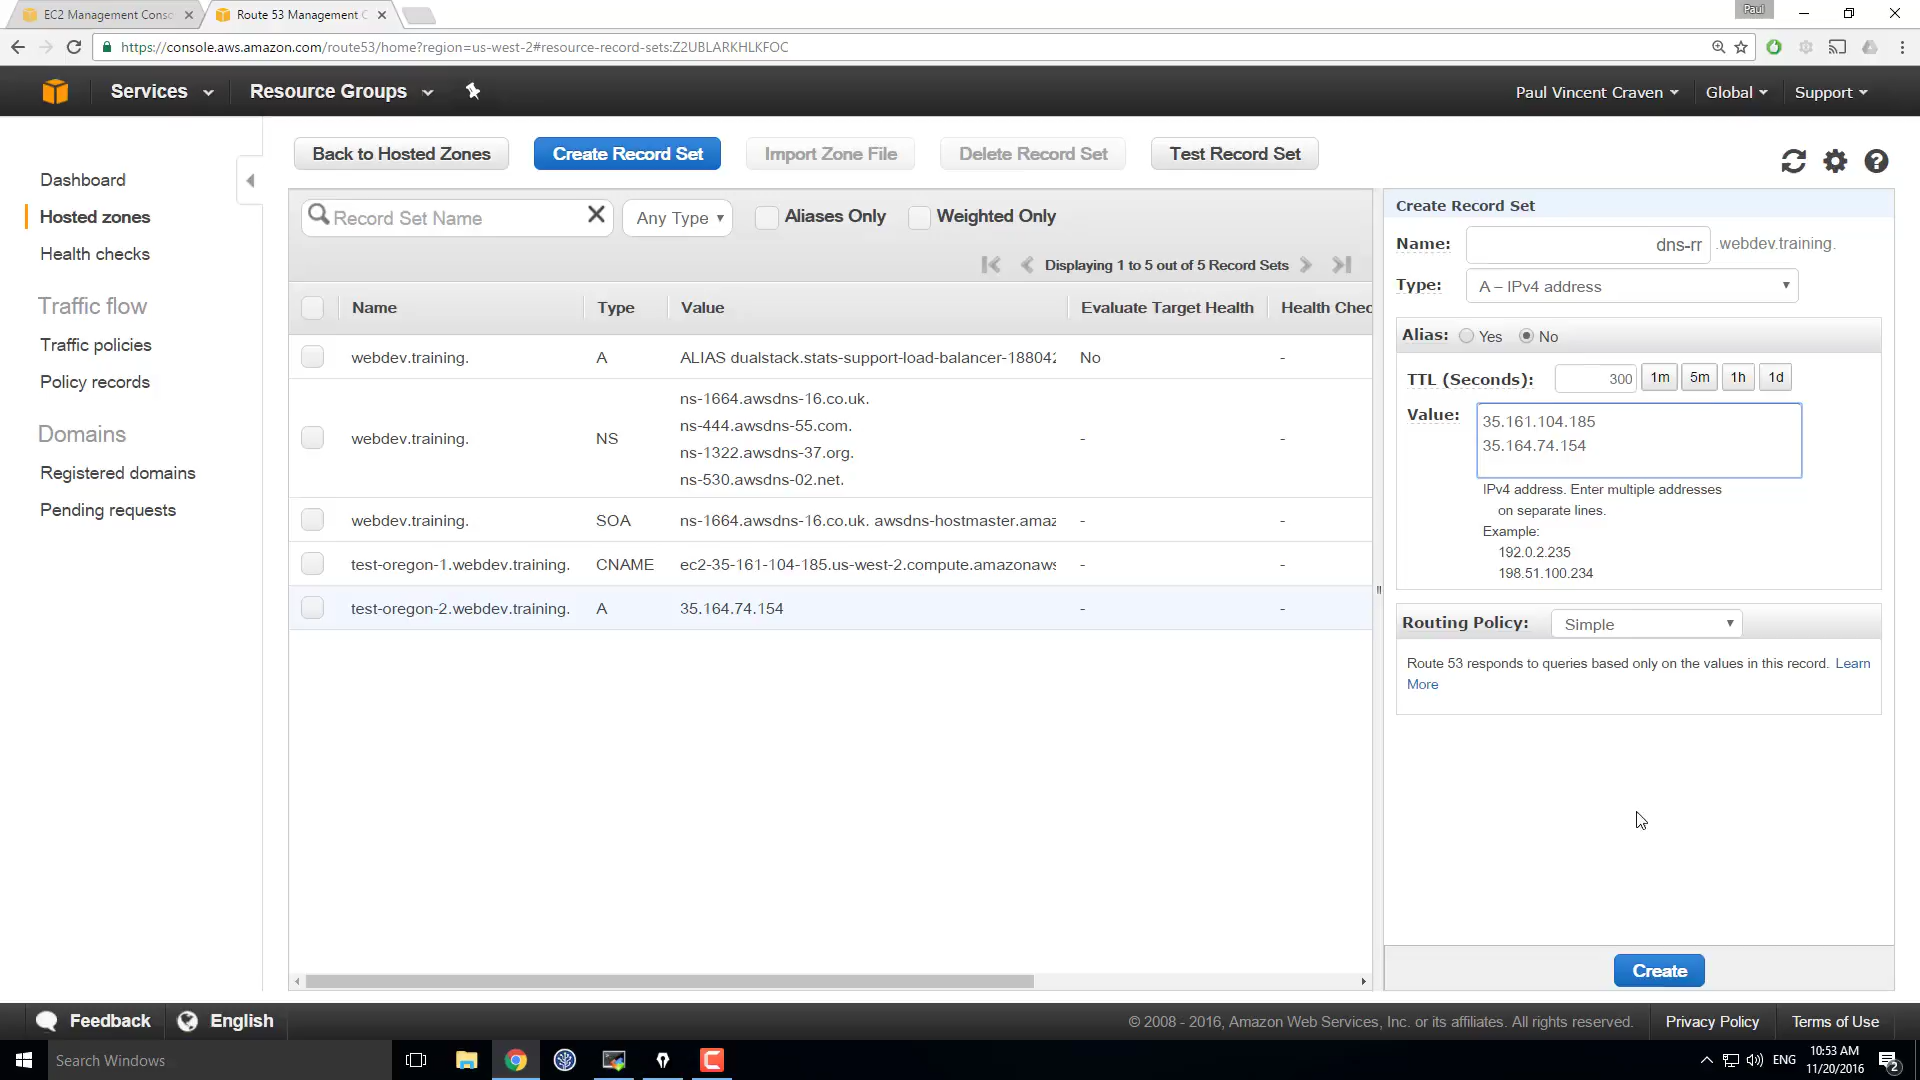 EC2 Management Conso
Route 53 Management C
Paul
https://console.aws.amazon.com/route53/home?region=us-west-2#resource-record-sets:Z2UBLARKHLKFOC
Services
Resource Groups
Paul Vincent Craven
Global
Support
Dashboard
Hosted zones
Health checks
Traffic flow
Traffic policies
Policy records
Domains
Registered domains
Pending requests
Back to Hosted Zones
Create Record Set
Import Zone File
Delete Record Set
Test Record Set
Record Set Name
Any Type
Aliases Only
Weighted Only
Displaying 1 to 5 out of 5 Record Sets
Name Type Value Evaluate Target Health Health Chec
webdev.training. A ALIAS dualstack.stats-support-load-balancer-188042 No -
webdev.training. NS
ns-1664.awsdns-16.co.uk.
ns-444.awsdns-55.com.
ns-1322.awsdns-37.org.
ns-530.awsdns-02.net.
- -
webdev.training. SOA ns-1664.awsdns-16.co.uk. awsdns-hostmaster.amaz - -
test-oregon-1.webdev.training. CNAME ec2-35-161-104-185.us-west-2.compute.amazonaws - -
test-oregon-2.webdev.training. A 35.164.74.154 - -
Create Record Set
Name: dns-rr .webdev.training.
Type: A – IPv4 address
Alias: Yes No
TTL (Seconds): 300 1m 5m 1h 1d
Value: 35.161.104.185
35.164.74.154
IPv4 address. Enter multiple addresses
on separate lines.
Example:
192.0.2.235
198.51.100.234
Routing Policy: Simple
Route 53 responds to queries based only on the values in this record. Learn
More
Create
Feedback
English
© 2008 - 2016, Amazon Web Services, Inc. or its affiliates. All rights reserved.
Privacy Policy
Terms of Use
Search Windows
ENG
10:53 AM
11/20/2016
2